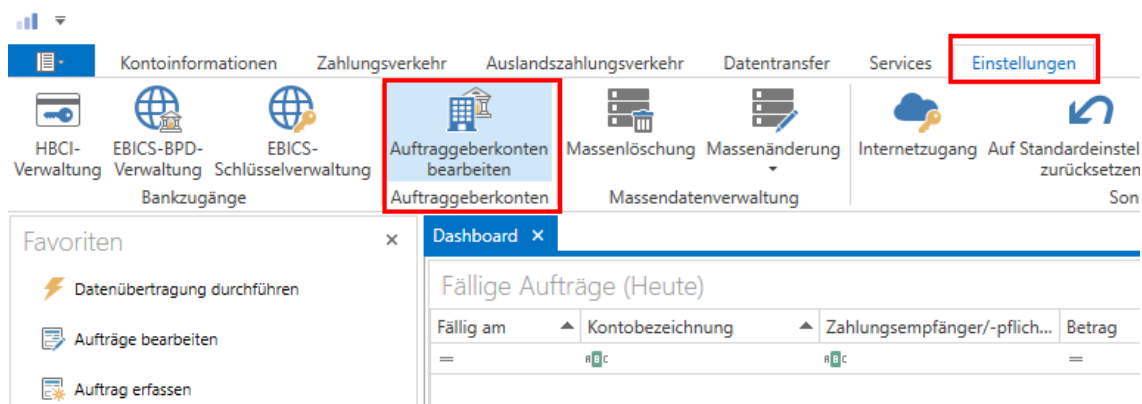 Kontoinformationen Zahlungsverkehr Auslandszahlungsverkehr Datentransfer Services Einstellungen
HBCI- EBICS-BPD- EBICS- Auftraggeberkonten Massenlöschung Massenänderung Internetzugang Auf Standardeinstel
Verwaltung Verwaltung Schlüsselverwaltung bearbeiten zurücksetzen
Bankzugänge Auftraggeberkonten Massendatenverwaltung Son
Favoriten × Dashboard ×
Datenübertragung durchführen
Fällige Aufträge (Heute)
Fällig am Kontobezeichnung Zahlungsempfänger/-pflich... Betrag
Aufträge bearbeiten
= ABC ABC =
Auftrag erfassen